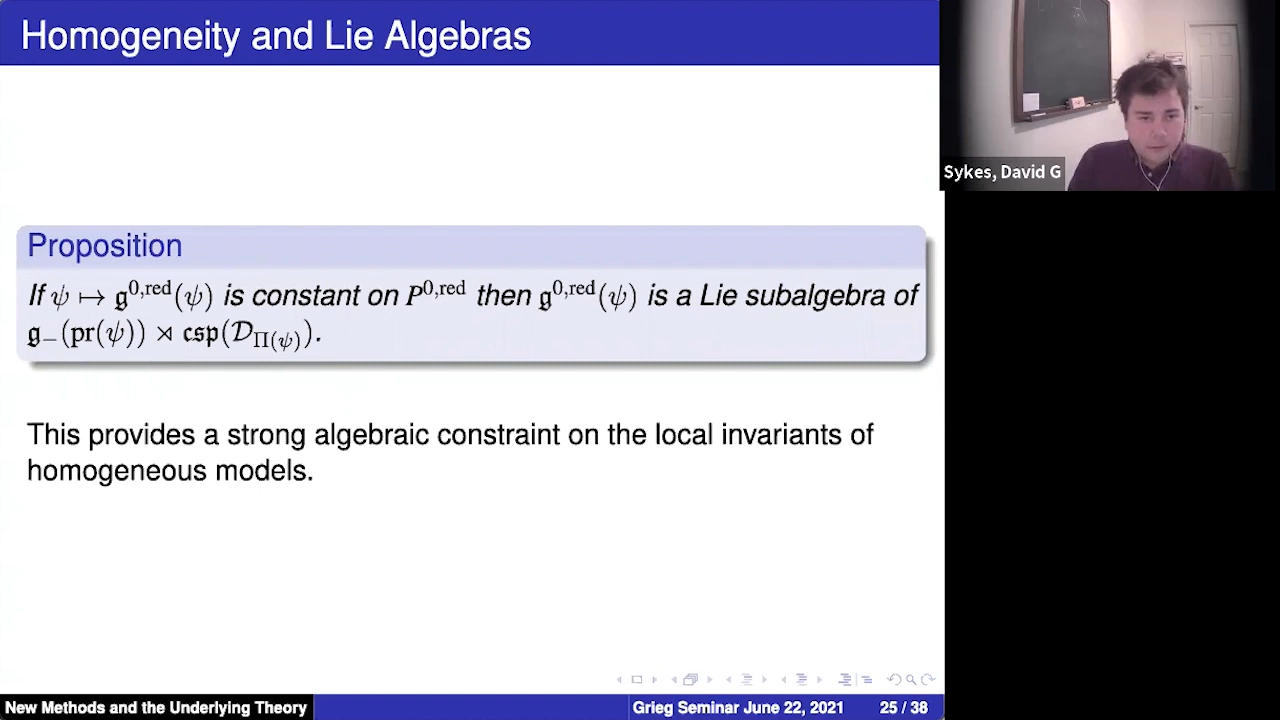 Homogeneity and Lie Algebras
Sykes, David G
Proposition
If ψ ↦ 𝔤^{0,red}(ψ) is constant on P^{0,red} then 𝔤^{0,red}(ψ) is a Lie subalgebra of
𝔤_−(pr(ψ)) ⋊ 𝔠𝔰𝔭(𝒟_{Π(ψ)}).
This provides a strong algebraic constraint on the local invariants of
homogeneous models.
New Methods and the Underlying Theory
Grieg Seminar June 22, 2021
25 / 38